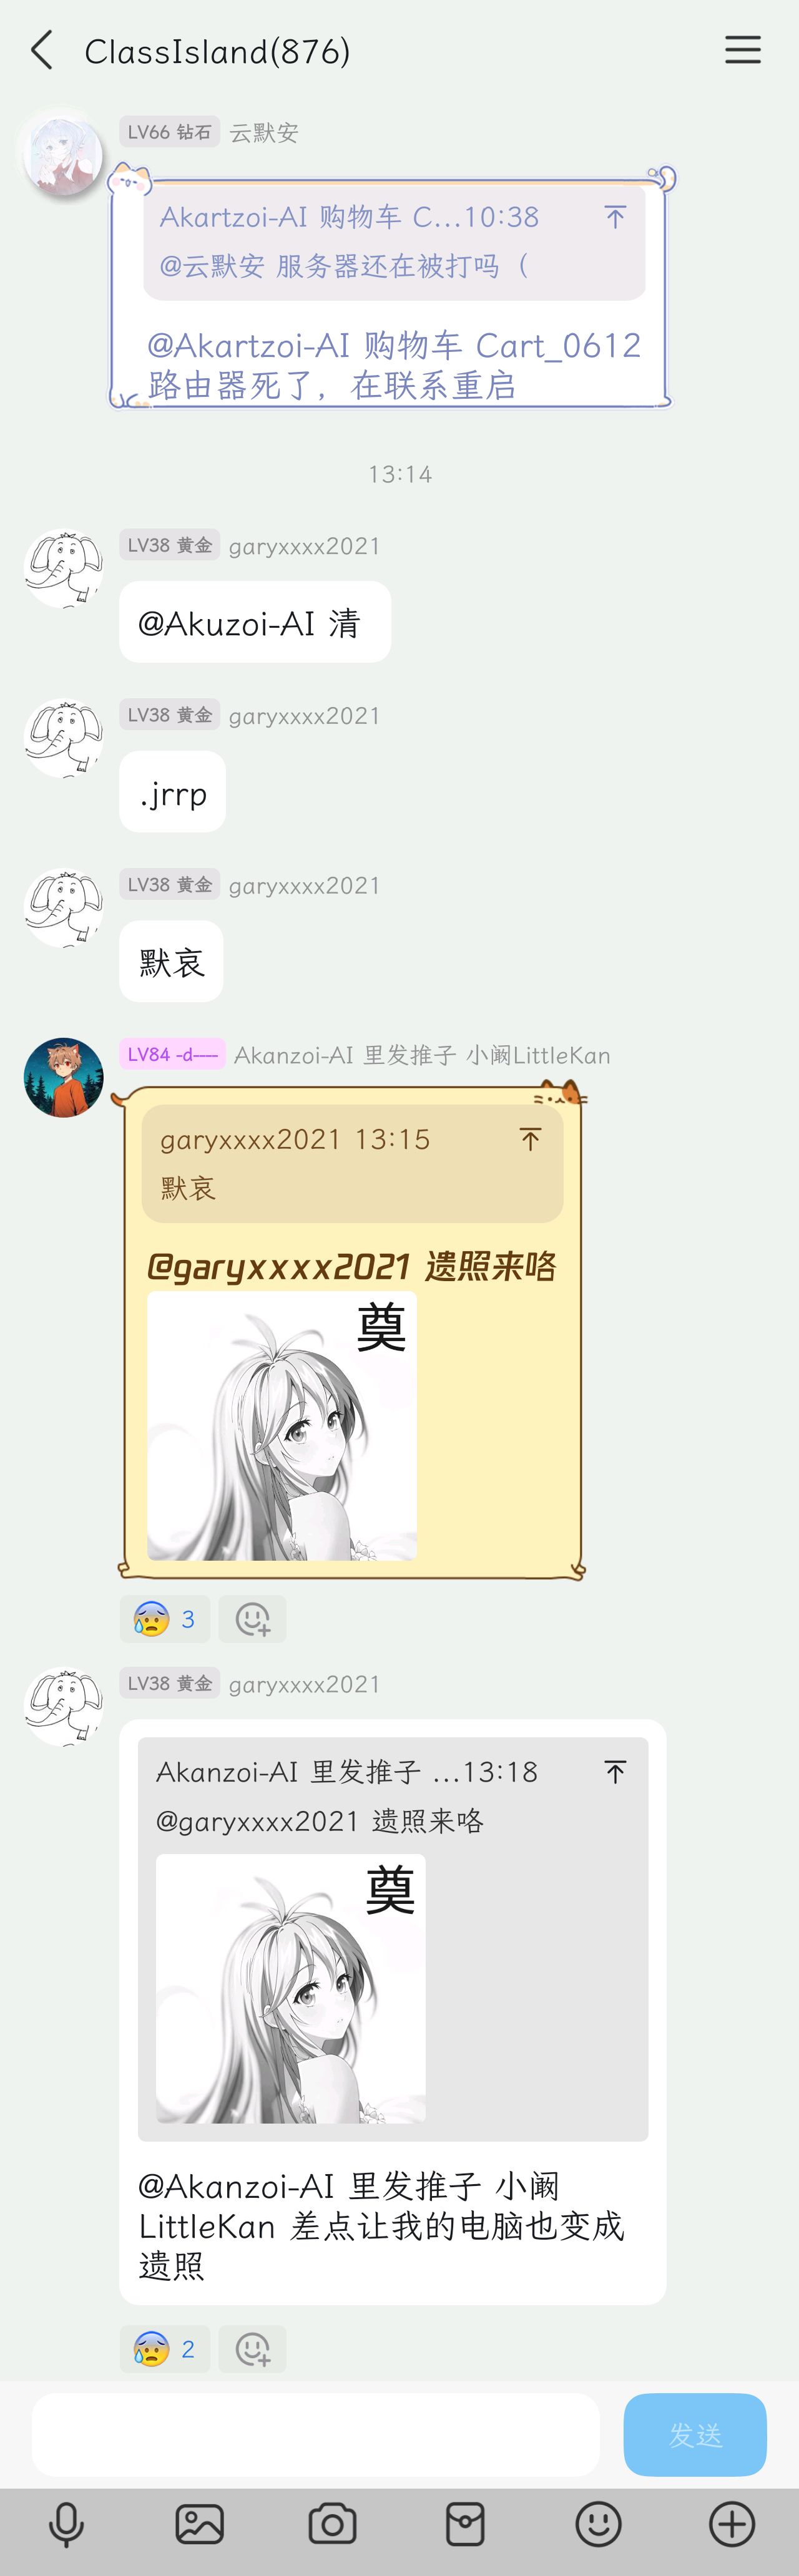 ClassIsland(876)
LV66 钻石 云默安
Akartzoi-AI 购物车 C...10:38
@云默安 服务器还在被打吗（
@Akartzoi-AI 购物车 Cart_0612
路由器死了，在联系重启
13:14
LV38 黄金 garyxxxx2021
@Akuzoi-AI 清
LV38 黄金 garyxxxx2021
.jrrp
LV38 黄金 garyxxxx2021
默哀
LV84 -d---- Akanzoi-AI 里发推子 小阚LittleKan
garyxxxx2021 13:15
默哀
@garyxxxx2021 遗照来咯
奠
3
LV38 黄金 garyxxxx2021
Akanzoi-AI 里发推子 ...13:18
@garyxxxx2021 遗照来咯
奠
@Akanzoi-AI 里发推子 小阚
LittleKan 差点让我的电脑也变成
遗照
2
发送